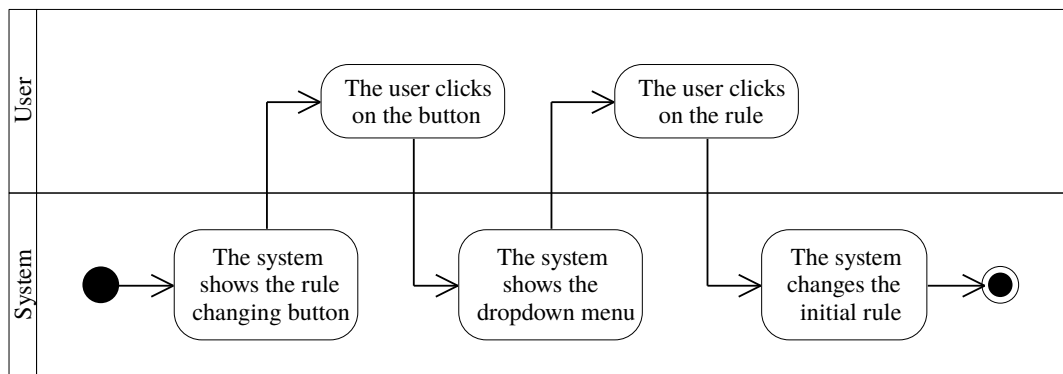 User
The user clicks
on the button
The user clicks
on the rule
System
The system
shows the rule
changing button
The system
shows the
dropdown menu
The system
changes the
initial rule